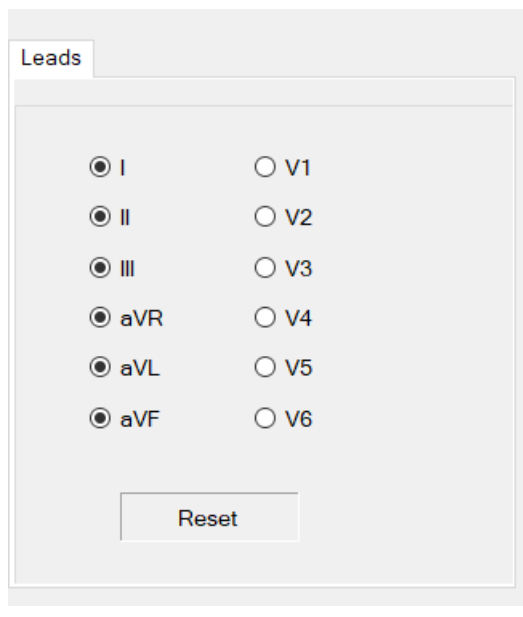 Leads
I V1
II V2
III V3
aVR V4
aVL V5
aVF V6
Reset